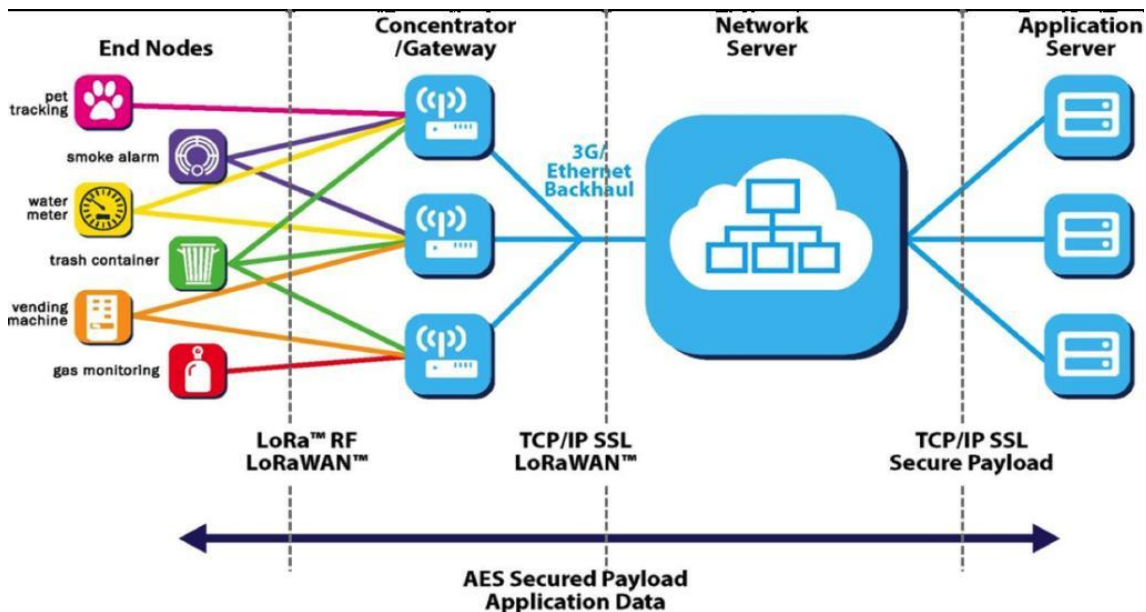 End Nodes
Concentrator
/Gateway
Network
Server
Application
Server
pet
tracking
smoke alarm
water
meter
trash container
vending
machine
gas monitoring
3G/
Ethernet
Backhaul
LoRa™ RF
LoRaWAN™
TCP/IP SSL
LoRaWAN™
TCP/IP SSL
Secure Payload
AES Secured Payload
Application Data